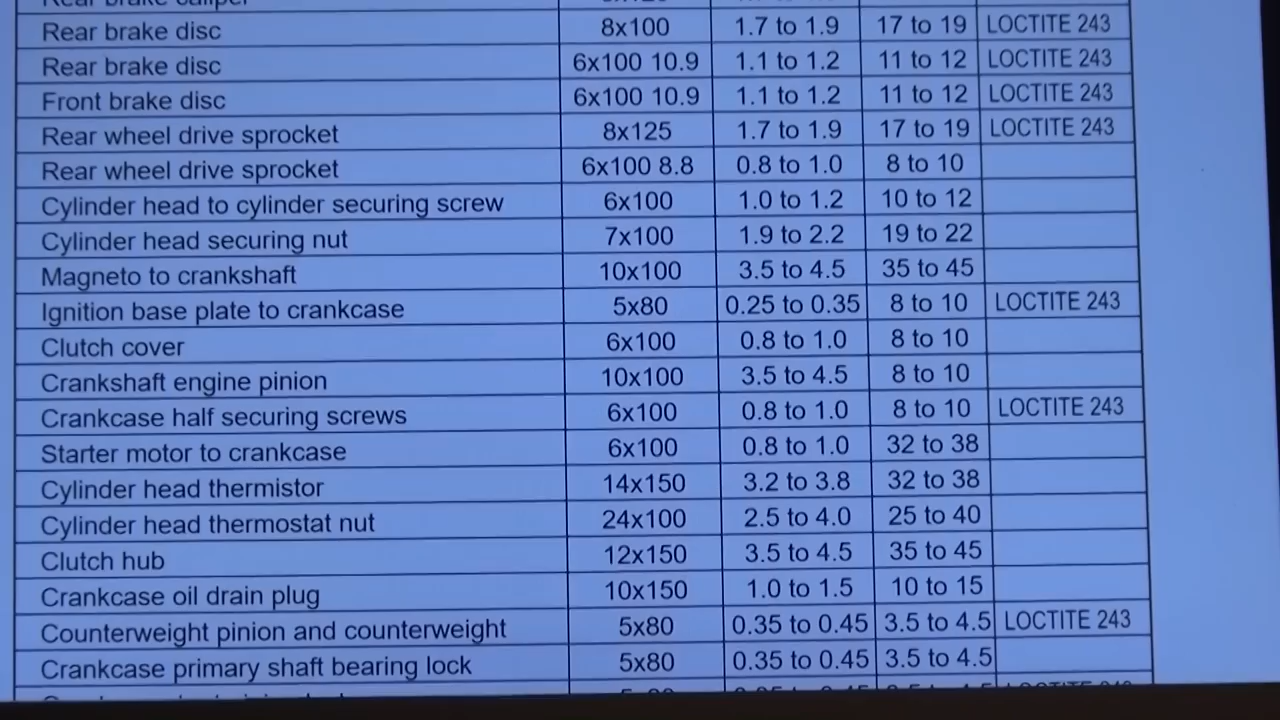 Rear brake disc 8x100 1.7 to 1.9 17 to 19 LOCTITE 243
Rear brake disc 6x100 10.9 1.1 to 1.2 11 to 12 LOCTITE 243
Front brake disc 6x100 10.9 1.1 to 1.2 11 to 12 LOCTITE 243
Rear wheel drive sprocket 8x125 1.7 to 1.9 17 to 19 LOCTITE 243
Rear wheel drive sprocket 6x100 8.8 0.8 to 1.0 8 to 10
Cylinder head to cylinder securing screw 6x100 1.0 to 1.2 10 to 12
Cylinder head securing nut 7x100 1.9 to 2.2 19 to 22
Magneto to crankshaft 10x100 3.5 to 4.5 35 to 45
Ignition base plate to crankcase 5x80 0.25 to 0.35 8 to 10 LOCTITE 243
Clutch cover 6x100 0.8 to 1.0 8 to 10
Crankshaft engine pinion 10x100 3.5 to 4.5 8 to 10
Crankcase half securing screws 6x100 0.8 to 1.0 8 to 10 LOCTITE 243
Starter motor to crankcase 6x100 0.8 to 1.0 32 to 38
Cylinder head thermistor 14x150 3.2 to 3.8 32 to 38
Cylinder head thermostat nut 24x100 2.5 to 4.0 25 to 40
Clutch hub 12x150 3.5 to 4.5 35 to 45
Crankcase oil drain plug 10x150 1.0 to 1.5 10 to 15
Counterweight pinion and counterweight 5x80 0.35 to 0.45 3.5 to 4.5 LOCTITE 243
Crankcase primary shaft bearing lock 5x80 0.35 to 0.45 3.5 to 4.5